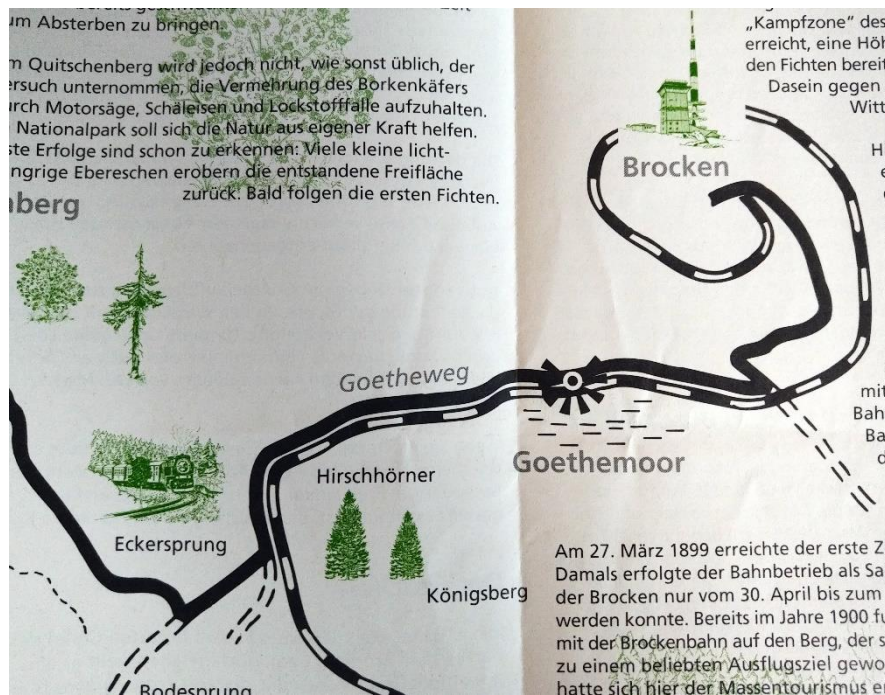 um Absterben zu bringen.
m Quitschenberg wird jedoch nicht, wie sonst üblich, der
ersuch unternommen, die Vermehrung des Borkenkäfers
urch Motorsäge, Schäleisen und Lockstofffalle aufzuhalten.
Nationalpark soll sich die Natur aus eigener Kraft helfen.
ste Erfolge sind schon zu erkennen: Viele kleine licht-
ngrige Ebereschen erobern die entstandene Freifläche
zurück. Bald folgen die ersten Fichten.
„Kampfzone“ des
erreicht, eine Höh
den Fichten bereit
Dasein gegen
Witt
Brocken
berg
Goetheweg
Goethemoor
Hirschhörner
Eckersprung
Königsberg
Bodesprung
mit
Bah
Ba
d
Am 27. März 1899 erreichte der erste Z
Damals erfolgte der Bahnbetrieb als Sa
der Brocken nur vom 30. April bis zum
werden konnte. Bereits im Jahre 1900 fu
mit der Brockenbahn auf den Berg, der s
zu einem beliebten Ausflugsziel gewo
hatte sich hier der Massentourismus e